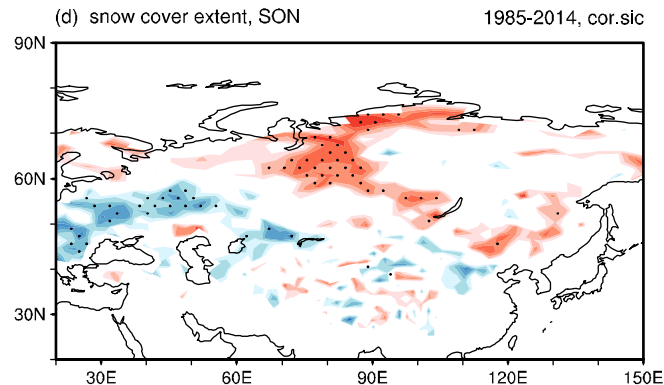 (d) snow cover extent, SON 1985-2014, cor.sic
90N
60N
30N
30E 60E 90E 120E 150E